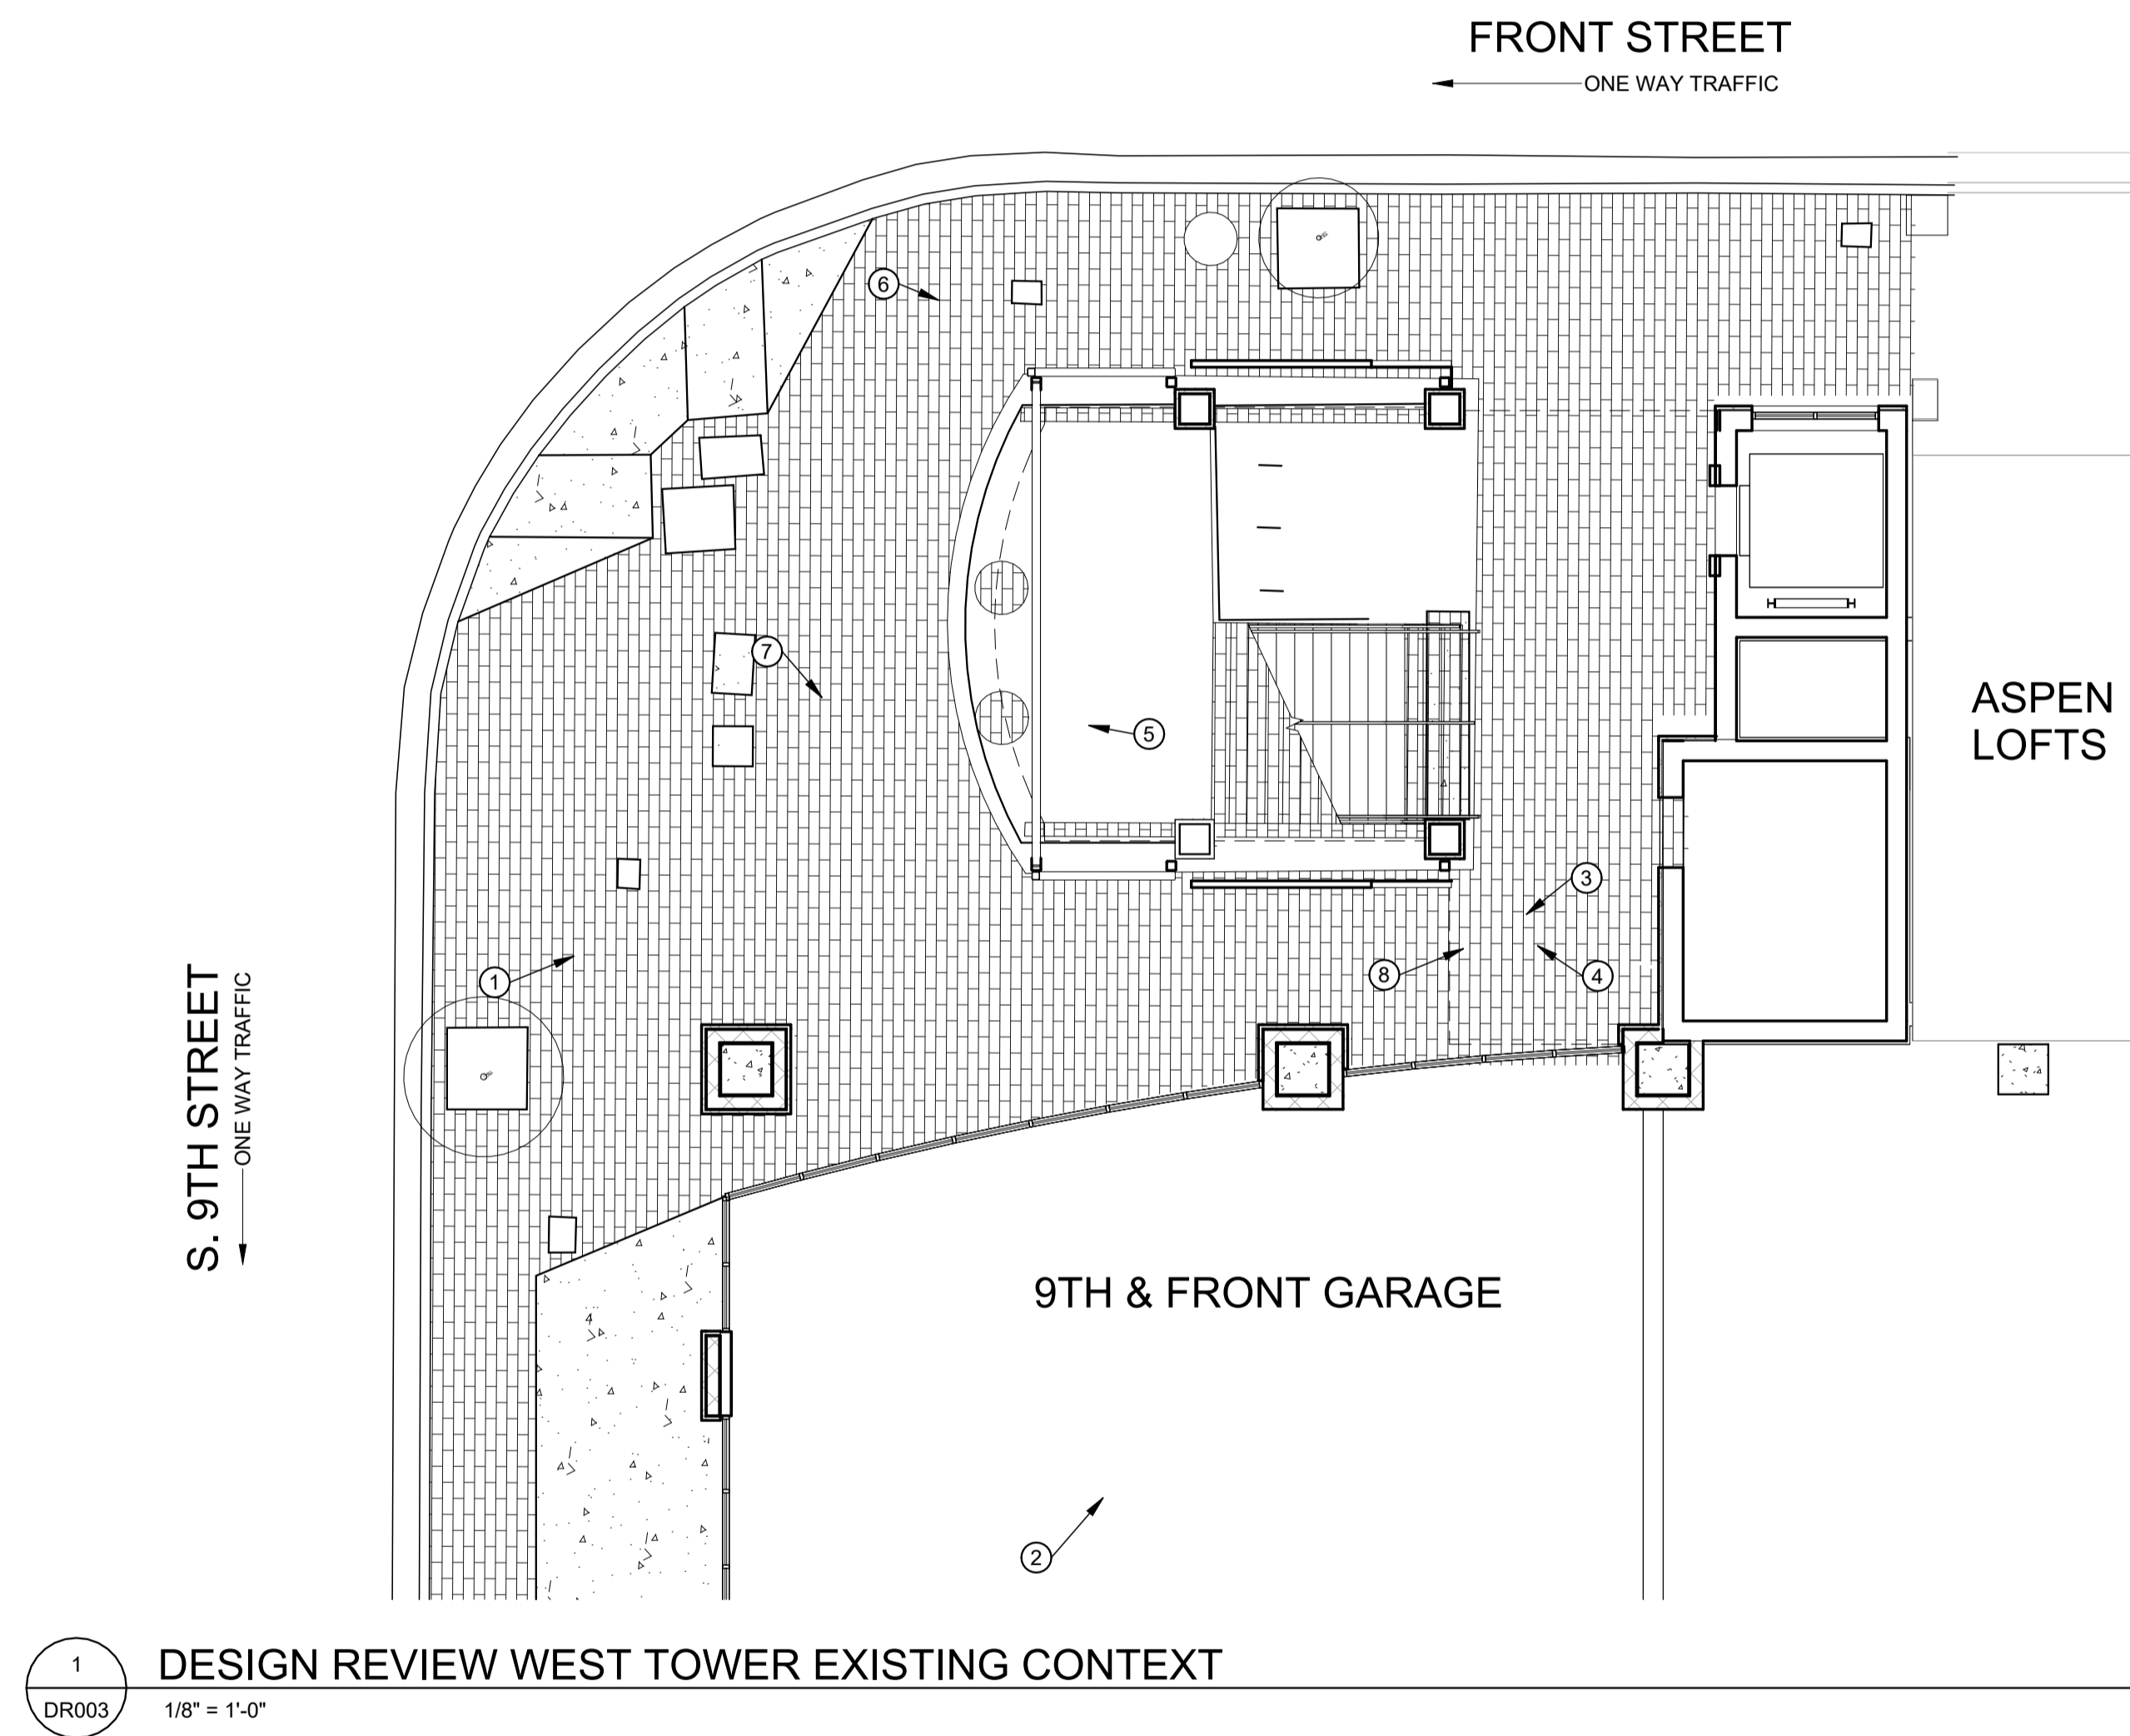 FRONT STREET
ONE WAY TRAFFIC
6
7
5
ASPEN
LOFTS
3
8
4
1
S. 9TH STREET
ONE WAY TRAFFIC
9TH & FRONT GARAGE
2
1
DR003
DESIGN REVIEW WEST TOWER EXISTING CONTEXT
1/8" = 1'-0"